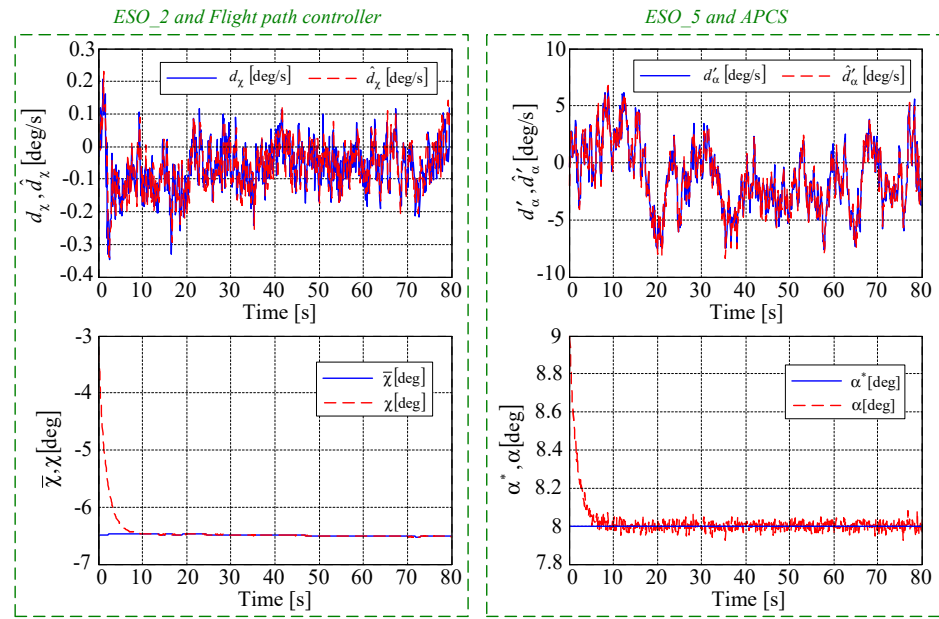 ESO_2 and Flight path controller
d_χ [deg/s] d̂_χ [deg/s]
d_χ, d̂_χ [deg/s]
0.3
0.2
0.1
0
-0.1
-0.2
-0.3
-0.4
0 10 20 30 40 50 60 70 80
Time [s]
χ̅[deg]
χ[deg]
χ̅,χ[deg]
-3
-4
-5
-6
-7
0 10 20 30 40 50 60 70 80
Time [s]
ESO_5 and APCS
d′_α [deg/s] d̂′_α [deg/s]
d′_α, d̂′_α [deg/s]
10
5
0
-5
-10
0 10 20 30 40 50 60 70 80
Time [s]
α*[deg]
α[deg]
α*, α[deg]
9
8.8
8.6
8.4
8.2
8
7.8
0 10 20 30 40 50 60 70 80
Time [s]